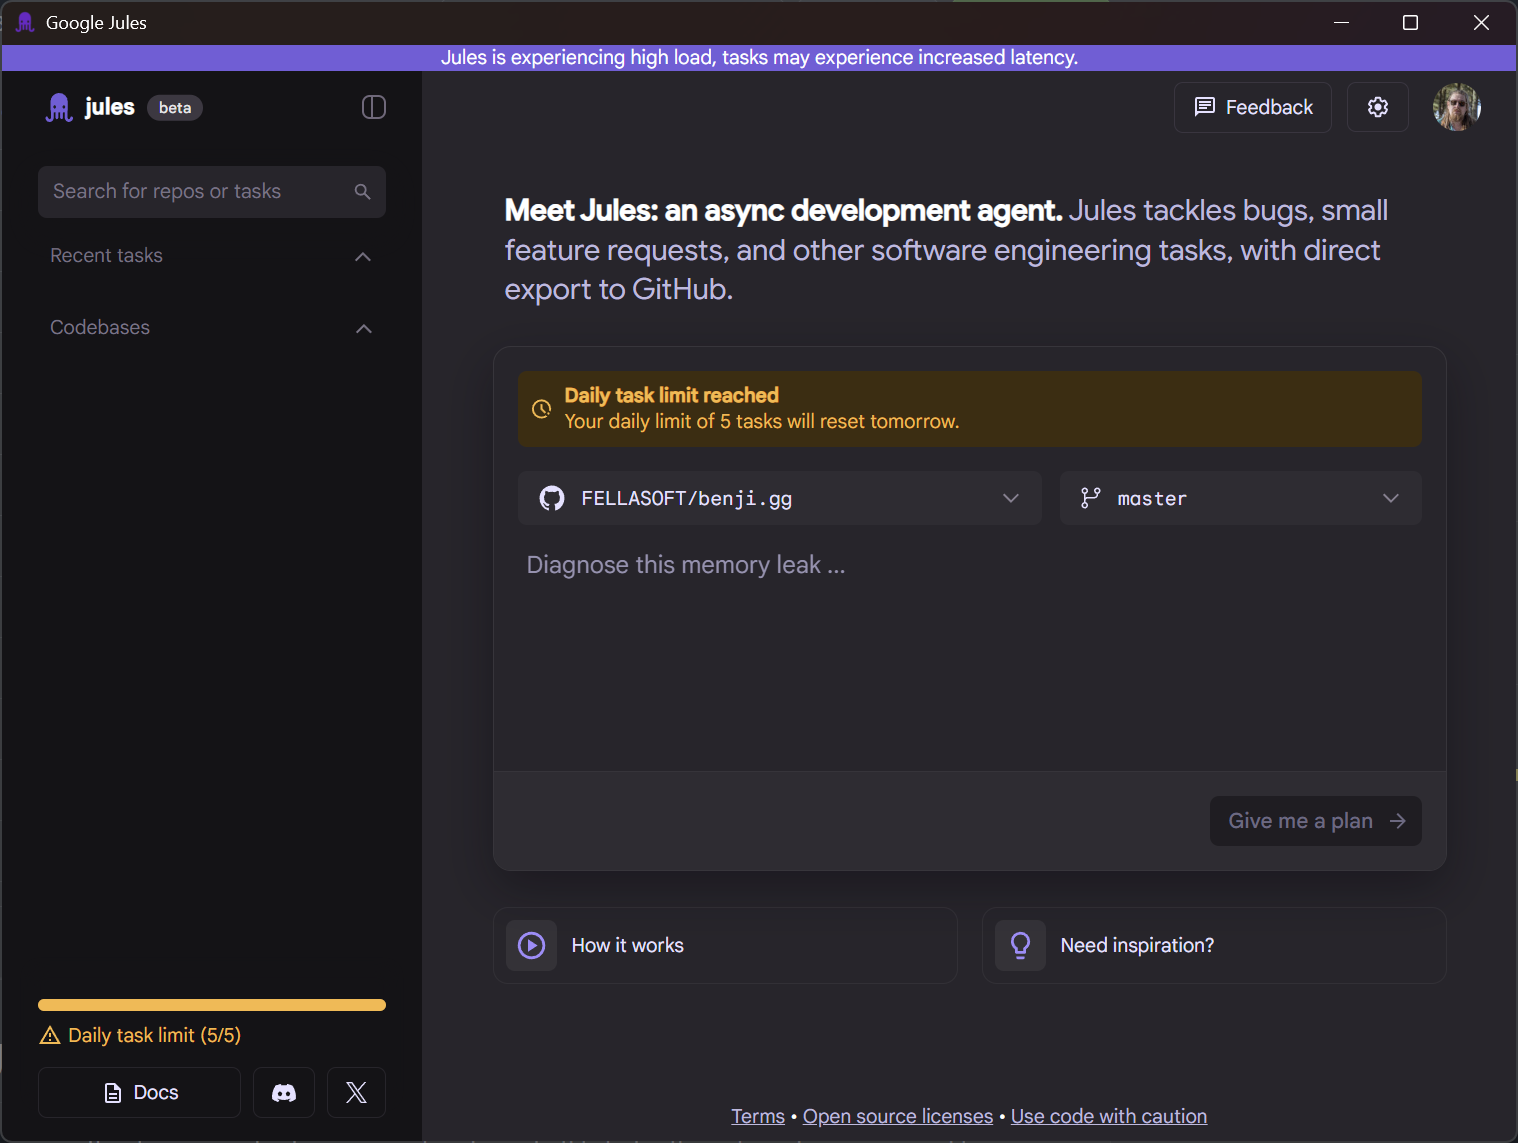 Google Jules
Jules is experiencing high load, tasks may experience increased latency.
jules beta
Feedback
Search for repos or tasks
Recent tasks
Codebases
Meet Jules: an async development agent. Jules tackles bugs, small
feature requests, and other software engineering tasks, with direct
export to GitHub.
Daily task limit reached
Your daily limit of 5 tasks will reset tomorrow.
FELLASOFT/benji.gg
master
Diagnose this memory leak ...
Give me a plan
How it works
Need inspiration?
Daily task limit (5/5)
Docs
Terms • Open source licenses • Use code with caution